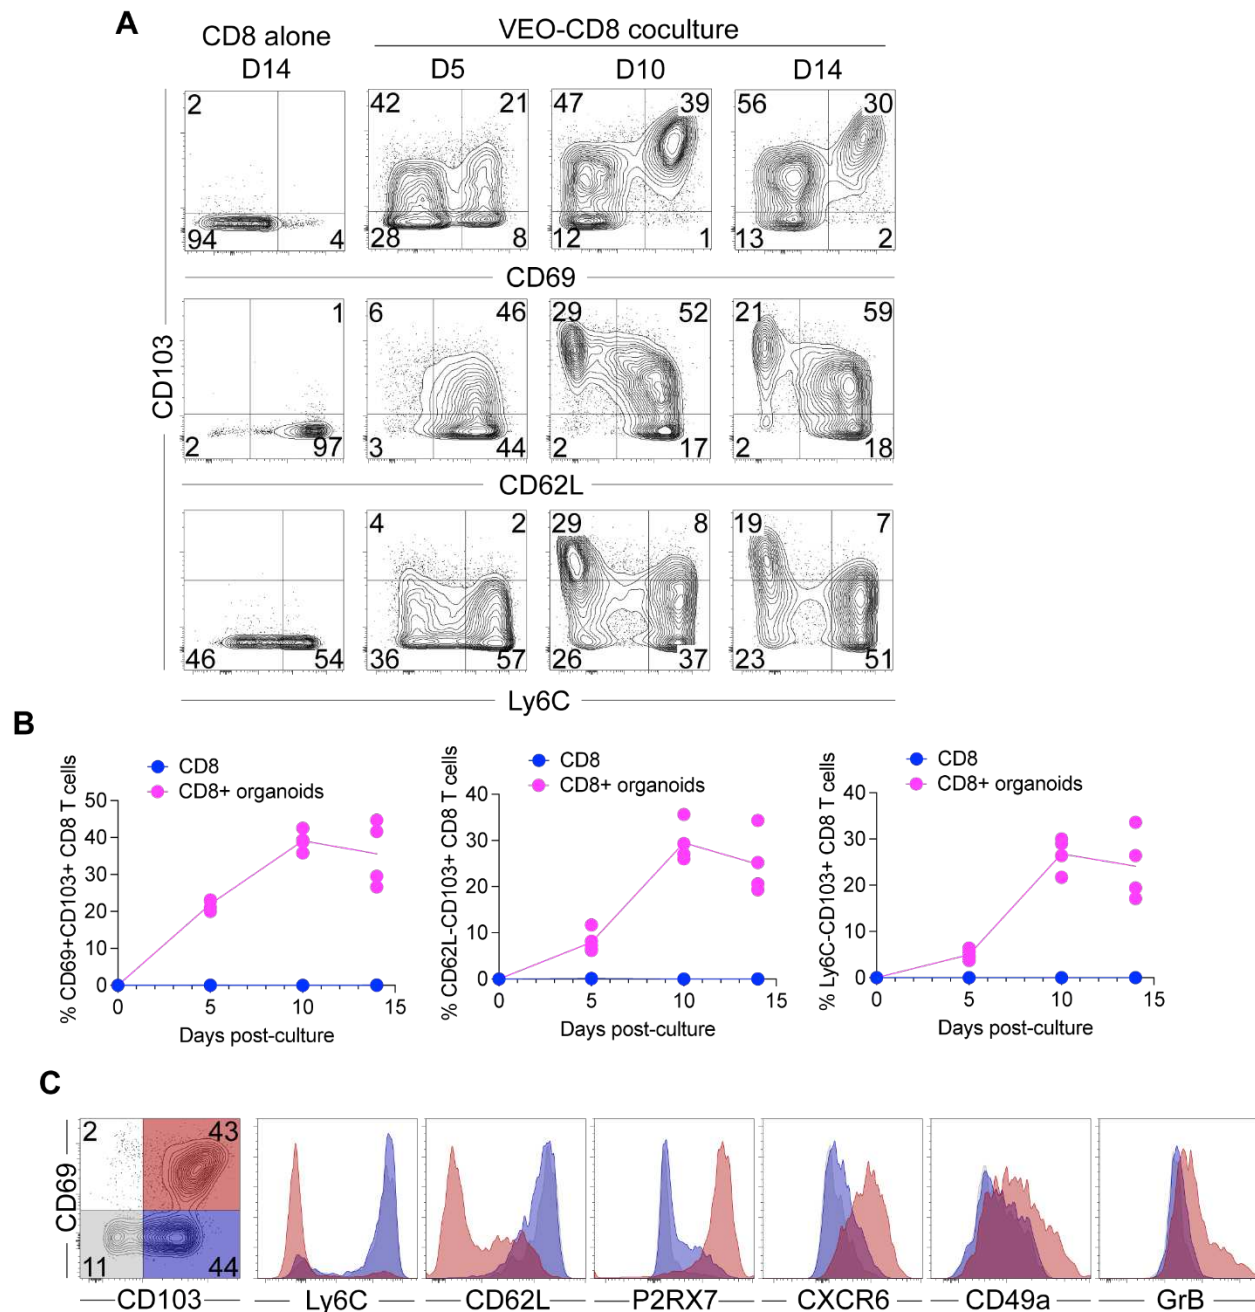 A
CD8 alone
VEO-CD8 coculture
D14
D5
D10
D14
2
42
21
47
39
56
30
94
4
28
8
12
1
13
2
CD69
1
6
46
29
52
21
59
2
97
3
44
2
17
2
18
CD103
CD62L
4
2
29
8
19
7
46
54
36
57
26
37
23
51
Ly6C
B
CD8
CD8+ organoids
% CD69+CD103+ CD8 T cells
50
40
30
20
10
0
0
5
10
15
Days post-culture
CD8
CD8+ organoids
% CD62L-CD103+ CD8 T cells
40
30
20
10
0
0
5
10
15
Days post-culture
CD8
CD8+ organoids
% Ly6C-CD103+ CD8 T cells
40
30
20
10
0
0
5
10
15
Days post-culture
C
2
43
CD69
11
44
CD103
Ly6C
CD62L
P2RX7
CXCR6
CD49a
GrB